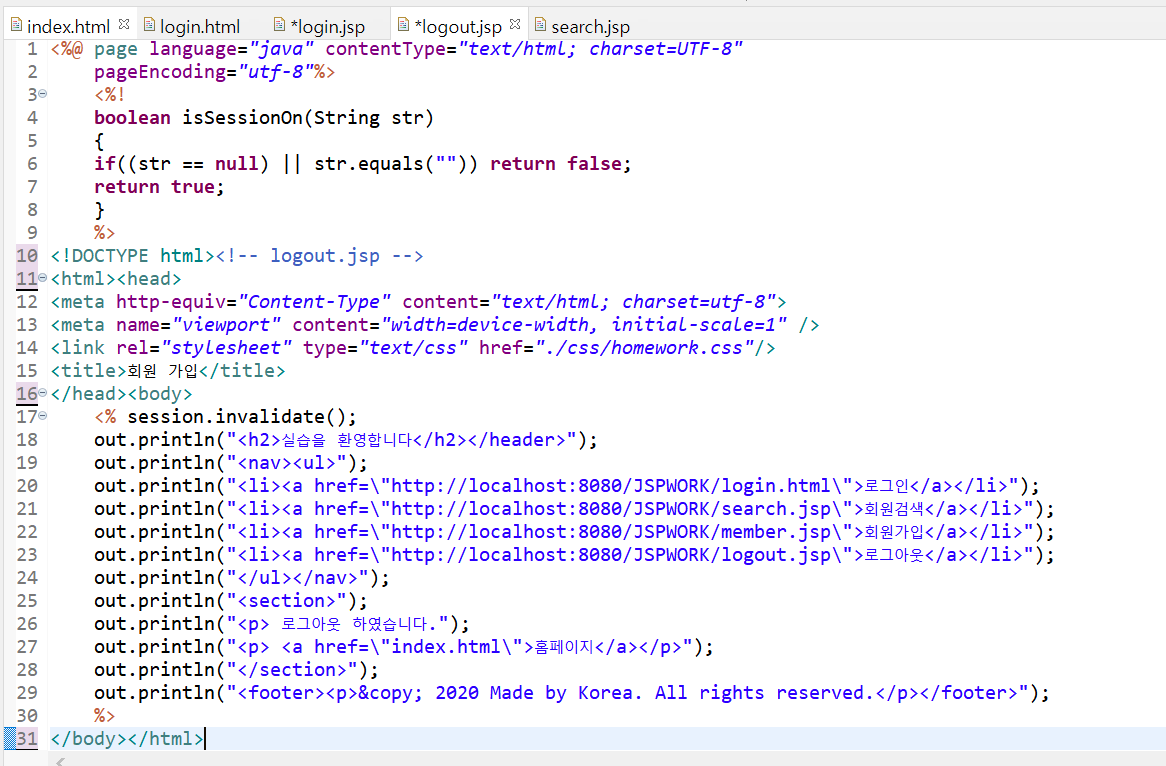 index.html login.html *login.jsp *logout.jsp search.jsp
1 <%@ page language="java" contentType="text/html; charset=UTF-8"
2 pageEncoding="utf-8"%>
3 <%!
4 boolean isSessionOn(String str)
5 {
6 if((str == null) || str.equals("")) return false;
7 return true;
8 }
9 %>
10 <!DOCTYPE html><!-- logout.jsp -->
11 <html><head>
12 <meta http-equiv="Content-Type" content="text/html; charset=utf-8">
13 <meta name="viewport" content="width=device-width, initial-scale=1" />
14 <link rel="stylesheet" type="text/css" href="./css/homework.css"/>
15 <title>회원 가입</title>
16 </head><body>
17 <% session.invalidate();
18 out.println("<h2>실습을 환영합니다</h2></header>");
19 out.println("<nav><ul>");
20 out.println("<li><a href=\"http://localhost:8080/JSPWORK/login.html\">로그인</a></li>");
21 out.println("<li><a href=\"http://localhost:8080/JSPWORK/search.jsp\">회원검색</a></li>");
22 out.println("<li><a href=\"http://localhost:8080/JSPWORK/member.jsp\">회원가입</a></li>");
23 out.println("<li><a href=\"http://localhost:8080/JSPWORK/logout.jsp\">로그아웃</a></li>");
24 out.println("</ul></nav>");
25 out.println("<section>");
26 out.println("<p> 로그아웃 하였습니다.");
27 out.println("<p> <a href=\"index.html\">홈페이지</a></p>");
28 out.println("</section>");
29 out.println("<footer><p>&copy; 2020 Made by Korea. All rights reserved.</p></footer>");
30 %>
31 </body></html>